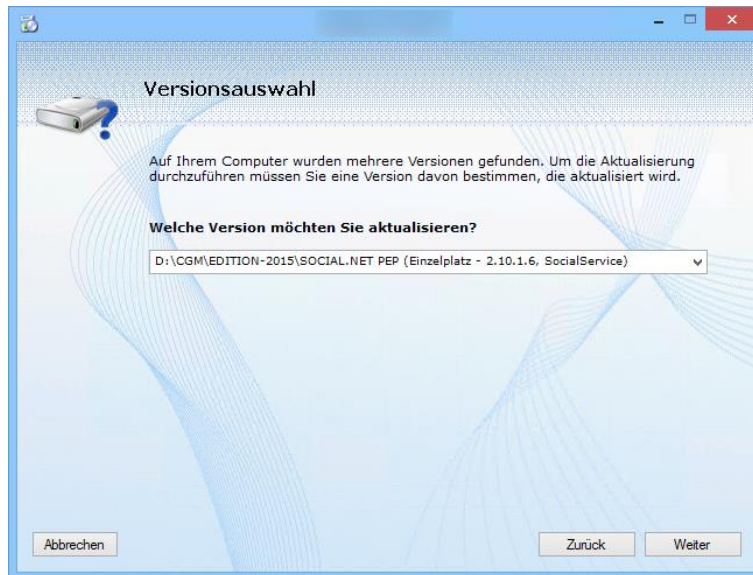 Versionsauswahl
Auf Ihrem Computer wurden mehrere Versionen gefunden. Um die Aktualisierung
durchzuführen müssen Sie eine Version davon bestimmen, die aktualisiert wird.
Welche Version möchten Sie aktualisieren?
D:\CGM\EDITION-2015\SOCIAL.NET PEP (Einzelplatz - 2.10.1.6, SocialService)
Abbrechen
Zurück
Weiter